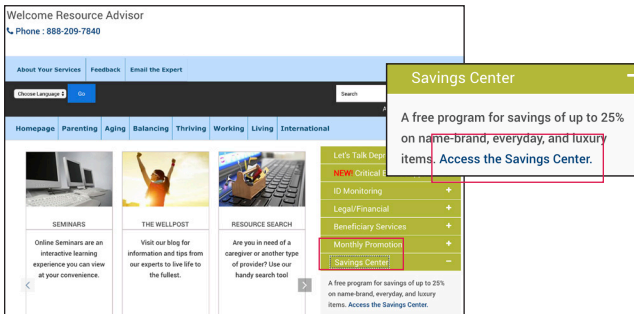 Welcome Resource Advisor
Phone : 888-209-7840
About Your Services Feedback Email the Expert
Choose Language Go
Search
A
Homepage Parenting Aging Balancing Thriving Working Living International
SEMINARS
Online Seminars are an
interactive learning
experience you can view
at your convenience.
THE WELLPOST
Visit our blog for
information and tips from
our experts to live life to
the fullest.
RESOURCE SEARCH
Are you in need of a
caregiver or another type
of provider? Use our
handy search tool
Let's Talk Depr
NEW! Critical
ID Monitoring +
Legal/Financial +
Beneficiary Services +
Monthly Promotion +
Savings Center –
A free program for savings of up to 25%
on name-brand, everyday, and luxury
items. Access the Savings Center.
Savings Center –
A free program for savings of up to 25%
on name-brand, everyday, and luxury
items. Access the Savings Center.